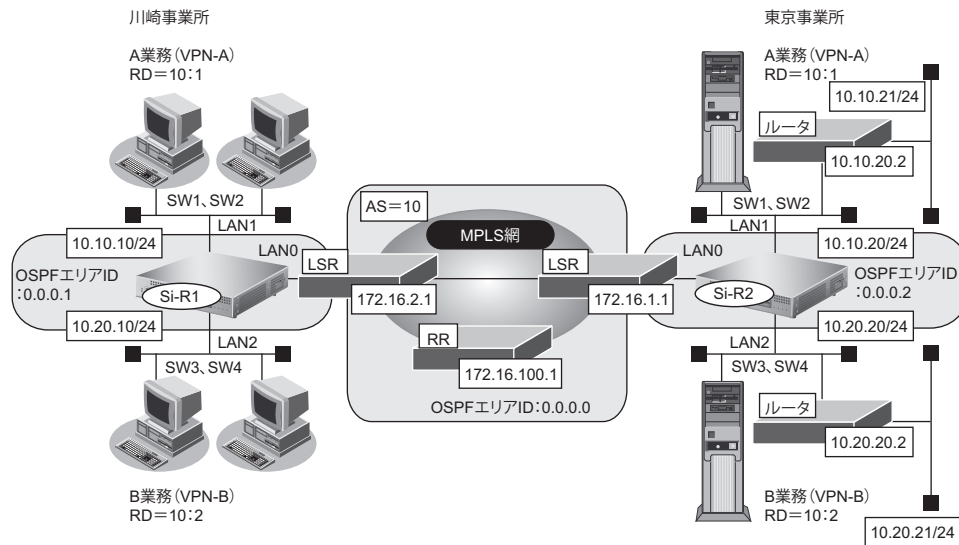 川崎事業所
A業務(VPN-A)
RD=10:1
SW1、SW2
LAN1
10.10.10/24
LAN0
OSPFエリアID
:0.0.0.1
Si-R1
10.20.10/24
LAN2
SW3、SW4
B業務(VPN-B)
RD=10:2
AS=10
MPLS網
LSR
172.16.2.1
LSR
172.16.1.1
RR
172.16.100.1
OSPFエリアID:0.0.0.0
東京事業所
A業務(VPN-A)
RD=10:1
10.10.21/24
ルータ
10.10.20.2
SW1、SW2
LAN1
LAN0
10.10.20/24
OSPFエリアID
:0.0.0.2
Si-R2
10.20.20/24
LAN2
SW3、SW4
ルータ
10.20.20.2
B業務(VPN-B)
RD=10:2
10.20.21/24